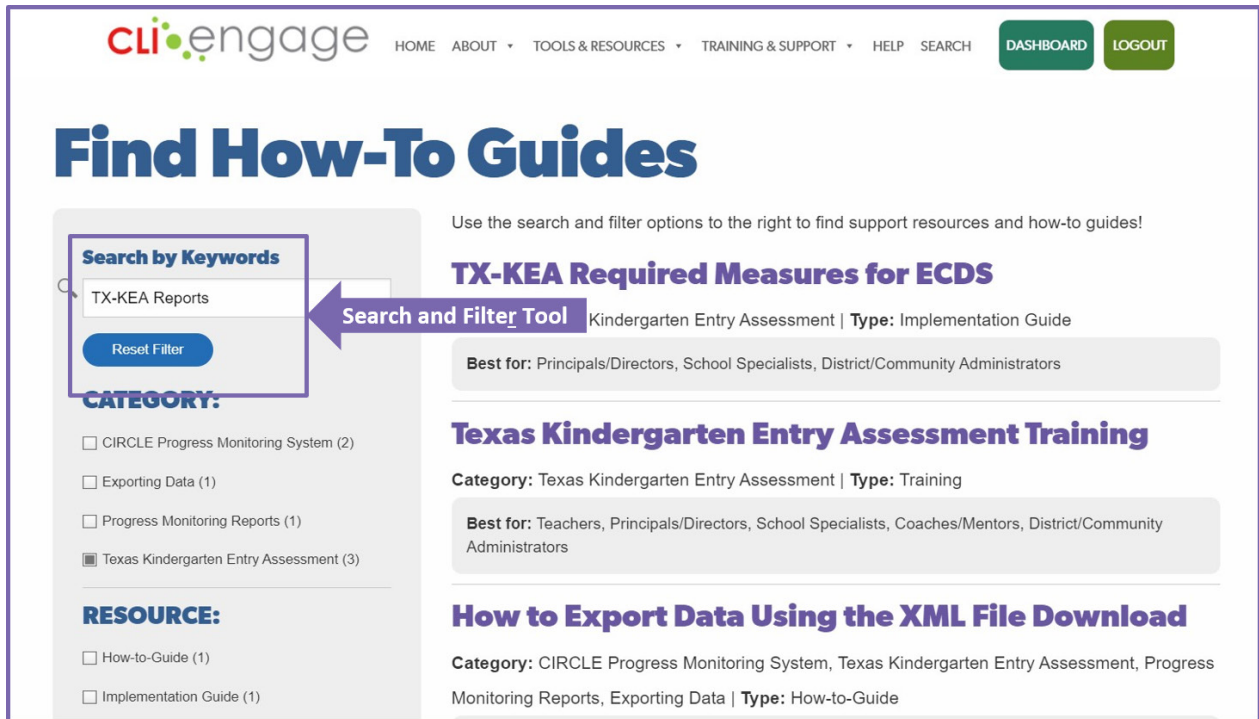 cli engage
HOME ABOUT TOOLS & RESOURCES TRAINING & SUPPORT HELP SEARCH DASHBOARD LOGOUT
Find How-To Guides
Search by Keywords
TX-KEA Reports
Reset Filter
Search and Filter Tool
CATEGORY:
CIRCLE Progress Monitoring System (2)
Exporting Data (1)
Progress Monitoring Reports (1)
Texas Kindergarten Entry Assessment (3)
RESOURCE:
How-to-Guide (1)
Implementation Guide (1)
Use the search and filter options to the right to find support resources and how-to guides!
TX-KEA Required Measures for ECDS
Kindergarten Entry Assessment | Type: Implementation Guide
Best for: Principals/Directors, School Specialists, District/Community Administrators
Texas Kindergarten Entry Assessment Training
Category: Texas Kindergarten Entry Assessment | Type: Training
Best for: Teachers, Principals/Directors, School Specialists, Coaches/Mentors, District/Community
Administrators
How to Export Data Using the XML File Download
Category: CIRCLE Progress Monitoring System, Texas Kindergarten Entry Assessment, Progress
Monitoring Reports, Exporting Data | Type: How-to-Guide